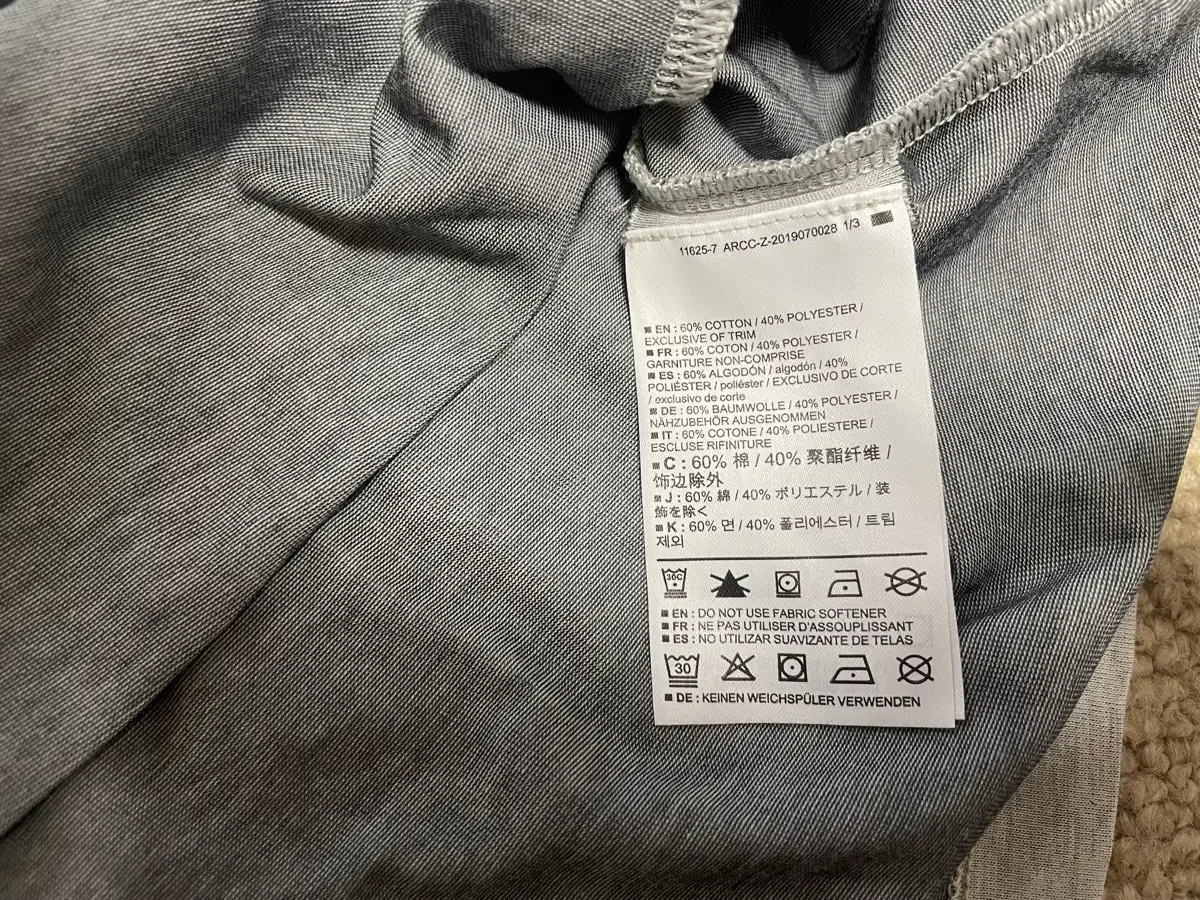 11625-7 ARCC-Z-2019070028 1/3
EN : 60% COTTON / 40% POLYESTER /
EXCLUSIVE OF TRIM
FR : 60% COTON / 40% POLYESTER /
GARNITURE NON-COMPRISE
ES : 60% ALGODÓN / algodón / 40%
POLIÉSTER / poliéster / EXCLUSIVO DE CORTE
/ exclusivo de corte
DE : 60% BAUMWOLLE / 40% POLYESTER /
NÄHZUBEHÖR AUSGENOMMEN
IT : 60% COTONE / 40% POLIESTERE /
ESCLUSE RIFINITURE
C : 60% 棉 / 40% 聚酯纤维 /
饰边除外
J : 60% 綿 / 40% ポリエステル / 装
飾を除く
K : 60% 면 / 40% 폴리에스터 / 트림
제외
30C
EN : DO NOT USE FABRIC SOFTENER
FR : NE PAS UTILISER D'ASSOUPLISSANT
ES : NO UTILIZAR SUAVIZANTE DE TELAS
30
DE : KEINEN WEICHSPÜLER VERWENDEN